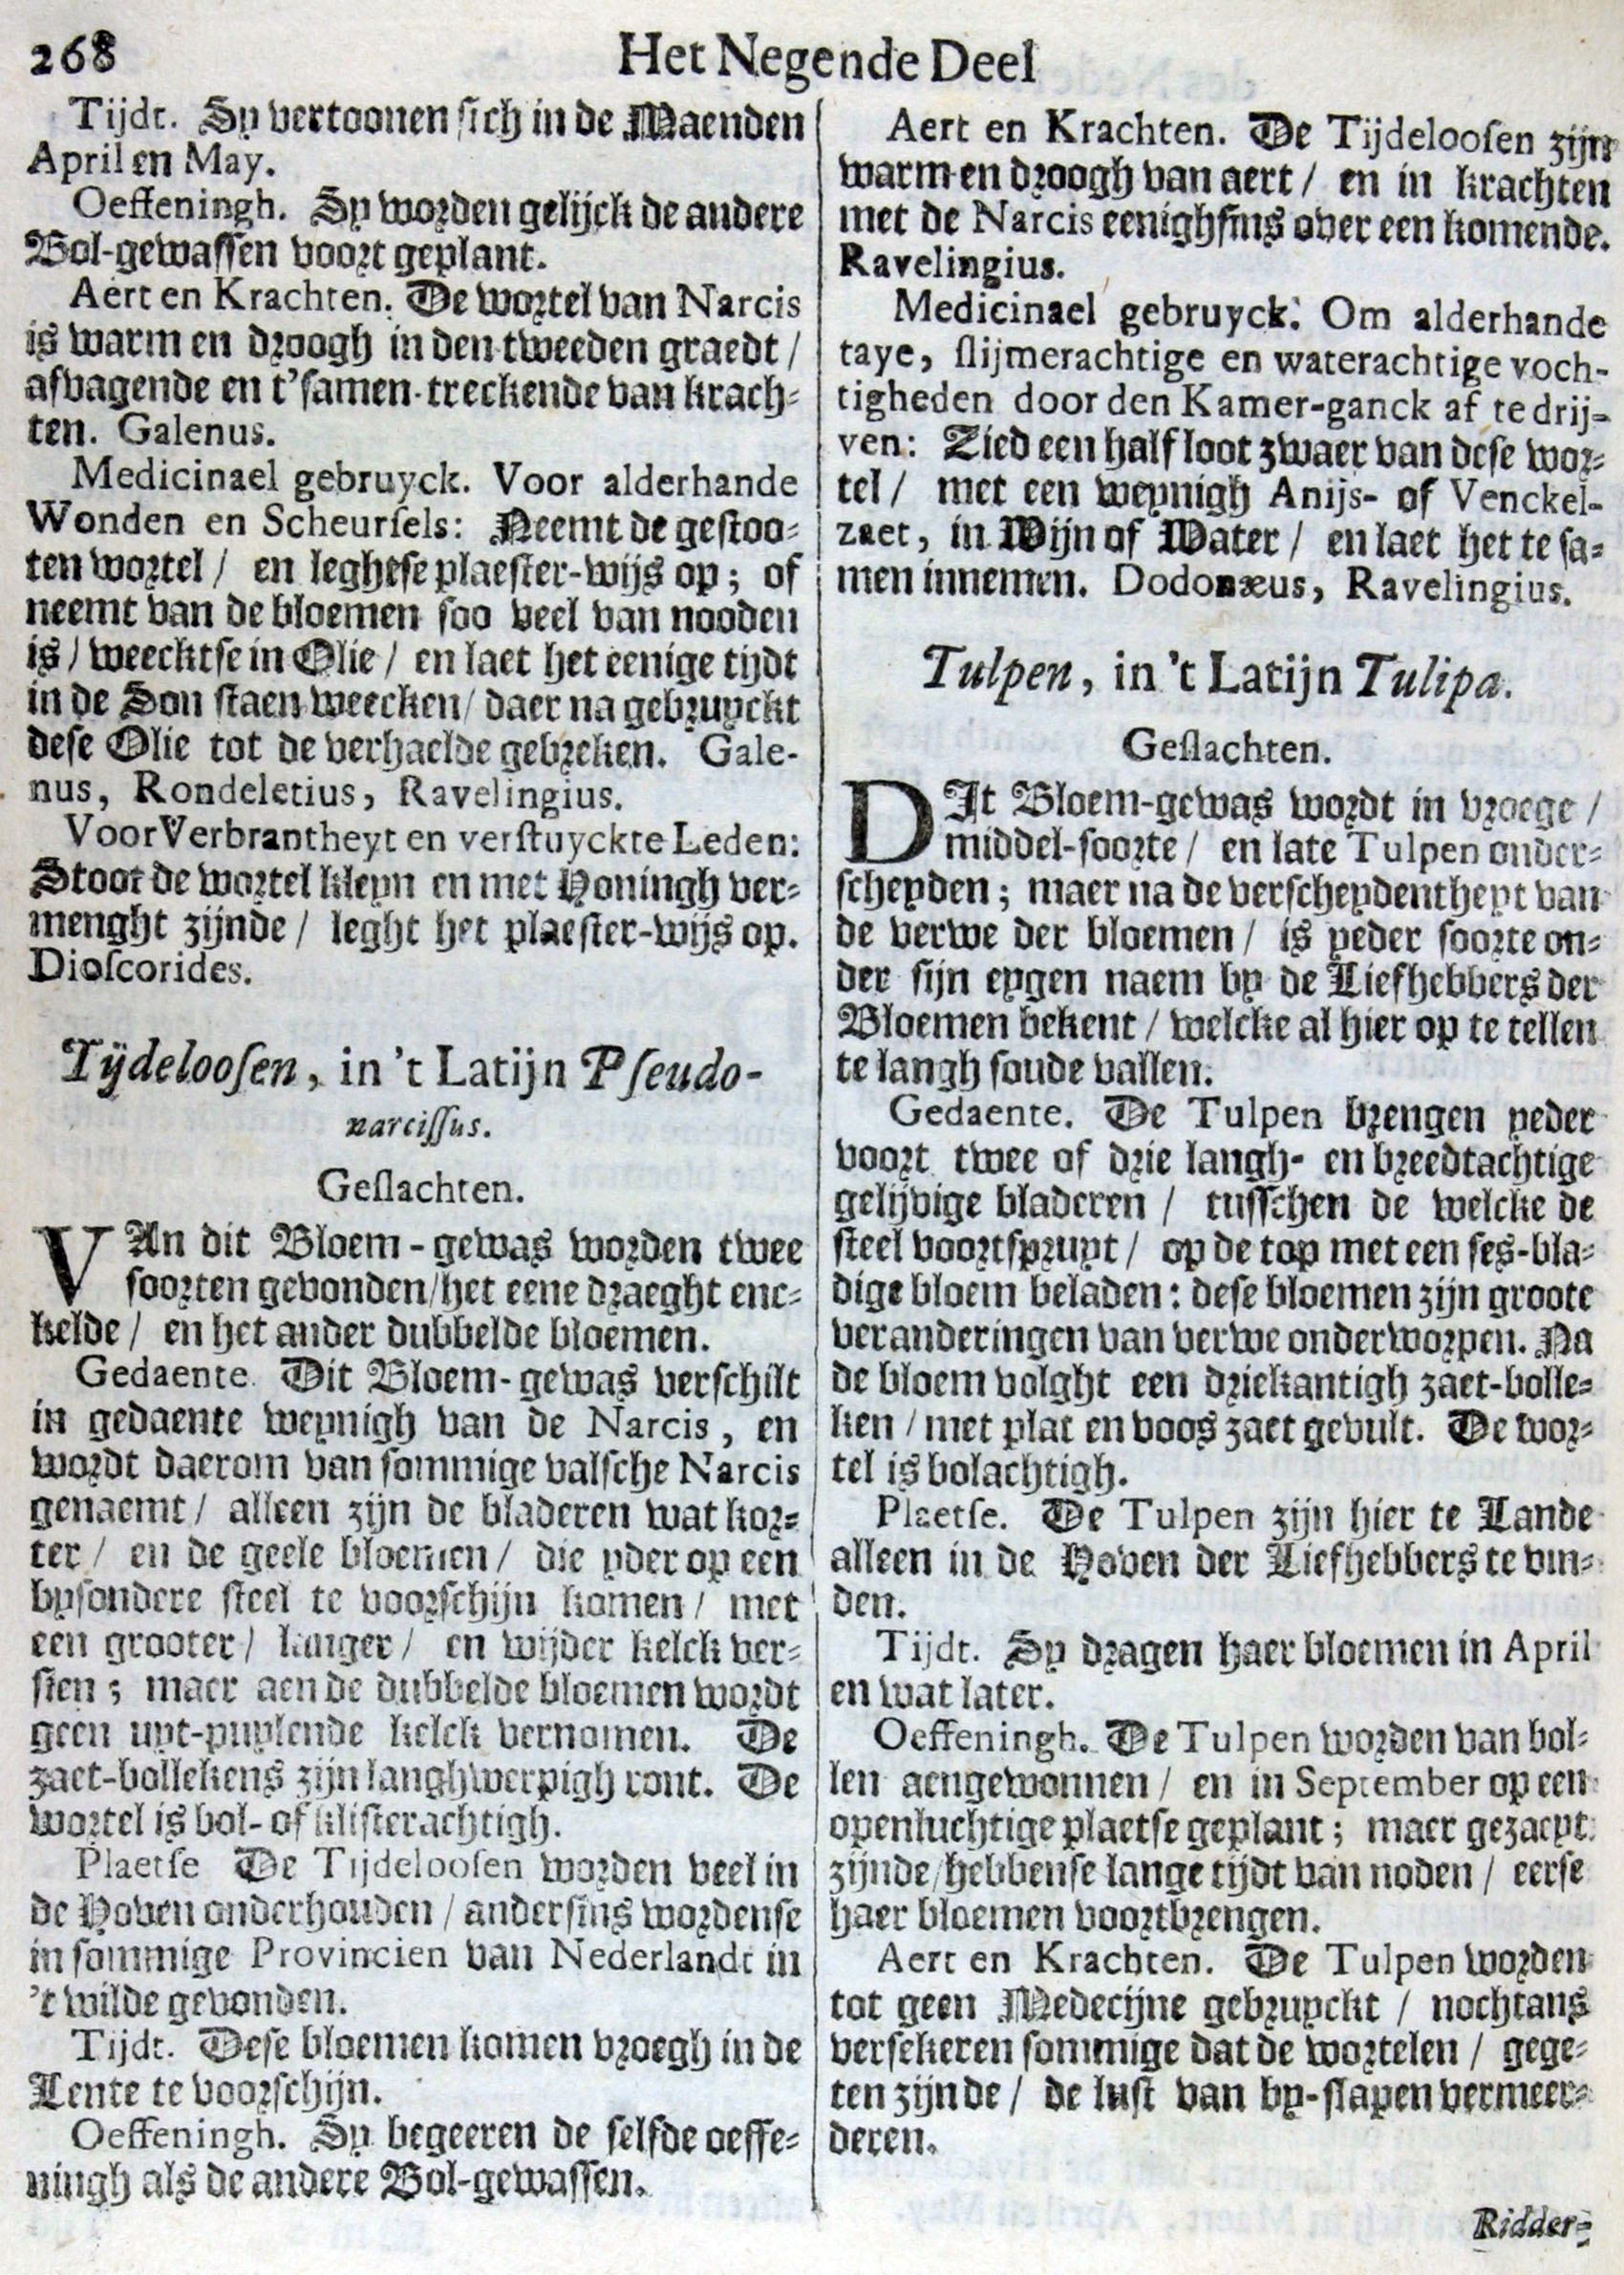 268
Het Negende Deel
Tijdt. Sy vertoonen sich in de Maenden
April en May.
Oeffeningh. Sy worden gelijck de andere
Bol-gewassen voort geplant.
Aert en Krachten. De wortel van Narcis
is warm en droogh in den tweeden graedt /
afvagende en t'samen-treckende van krach-
ten. Galenus.
Medicinael gebruyck. Voor alderhande
Wonden en Scheursels: Neemt de gestoo-
ten wortel / en leghtse plaester-wijs op; of
neemt van de bloemen soo veel van nooden
is / weecktse in Olie / en laet het eenige tijdt
in de Son staen weecken / daer na gebruyckt
dese Olie tot de verhaelde gebreken. Gale-
nus, Rondeletius, Ravelingius.
Voor Verbrantheyt en verstuyckte Leden:
Stoot de wortel kleyn en met Honingh ver-
menght zijnde / leght het plaester-wijs op.
Dioscorides.
Tijdeloosen, in 't Latijn Pseudo-
narcissus.
Geslachten.
VAn dit Bloem-gewas worden twee
soorten gevonden / het eene draeght enc-
kelde / en het ander dubbelde bloemen.
Gedaente. Dit Bloem-gewas verschilt
in gedaente weynigh van de Narcis, en
wordt daerom van sommige valsche Narcis
genaemt / alleen zijn de bladeren wat kor-
ter / en de geele bloemen / die yder op een
bysondere steel te voorschijn komen / met
een grooter / langer / en wijder kelck ver-
sien; maer aen de dubbelde bloemen wordt
geen uyt-puylende kelck vernomen. De
zaet-bollekens zijn langhwerpigh ront. De
wortel is bol- of klisterachtigh.
Plaetse De Tijdeloosen worden veel in
de Hoven onderhouden / andersins wordense
in sommige Provincien van Nederlandt in
't wilde gevonden.
Tijdt. Dese bloemen komen vroegh in de
Lente te voorschijn.
Oeffeningh. Sy begeeren de selfde oeffe-
ningh als de andere Bol-gewassen.
Aert en Krachten. De Tijdeloosen zijn
warm en droogh van aert / en in krachten
met de Narcis eenighsins over een komende.
Ravelingius.
Medicinael gebruyck. Om alderhande
taye, slijmerachtige en waterachtige voch-
tigheden door den Kamer-ganck af te drij-
ven: Zied een half loot zwaer van dese wor-
tel / met een weynigh Anijs- of Venckel-
zaet, in Wijn of Water / en laet het te sa-
men innemen. Dodonæus, Ravelingius.
Tulpen, in 't Latijn Tulipa.
Geslachten.
DIt Bloem-gewas wordt in vroege /
middel-soorte / en late Tulpen onder-
scheyden; maer na de verscheydentheyt van
de verwe der bloemen / is yeder soorte on-
der sijn eygen naem by de Liefhebbers der
Bloemen bekent / welcke al hier op te tellen
te langh soude vallen.
Gedaente. De Tulpen brengen yeder
voort twee of drie langh- en breedtachtige
gelijvige bladeren / tusschen de welcke de
steel voortspruyt / op de top met een ses-bla-
dige bloem beladen: dese bloemen zijn groote
veranderingen van verwe onderworpen. Na
de bloem volght een driekantigh zaet-bolle-
ken / met plat en voos zaet gevult. De wor-
tel is bolachtigh.
Plaetse. De Tulpen zijn hier te Lande
alleen in de Hoven der Liefhebbers te vin-
den.
Tijdt. Sy dragen haer bloemen in April
en wat later.
Oeffeningh. De Tulpen worden van bol-
len aengewonnen / en in September op een
openluchtige plaetse geplant; maer gezaeyt
zijnde / hebbense lange tijdt van noden / eerse
haer bloemen voortbrengen.
Aert en Krachten. De Tulpen worden
tot geen Medecijne gebruyckt / nochtans
versekeren sommige dat de wortelen / gege-
ten zijnde / de lust van by-slapen vermeer-
deren.
Ridder-